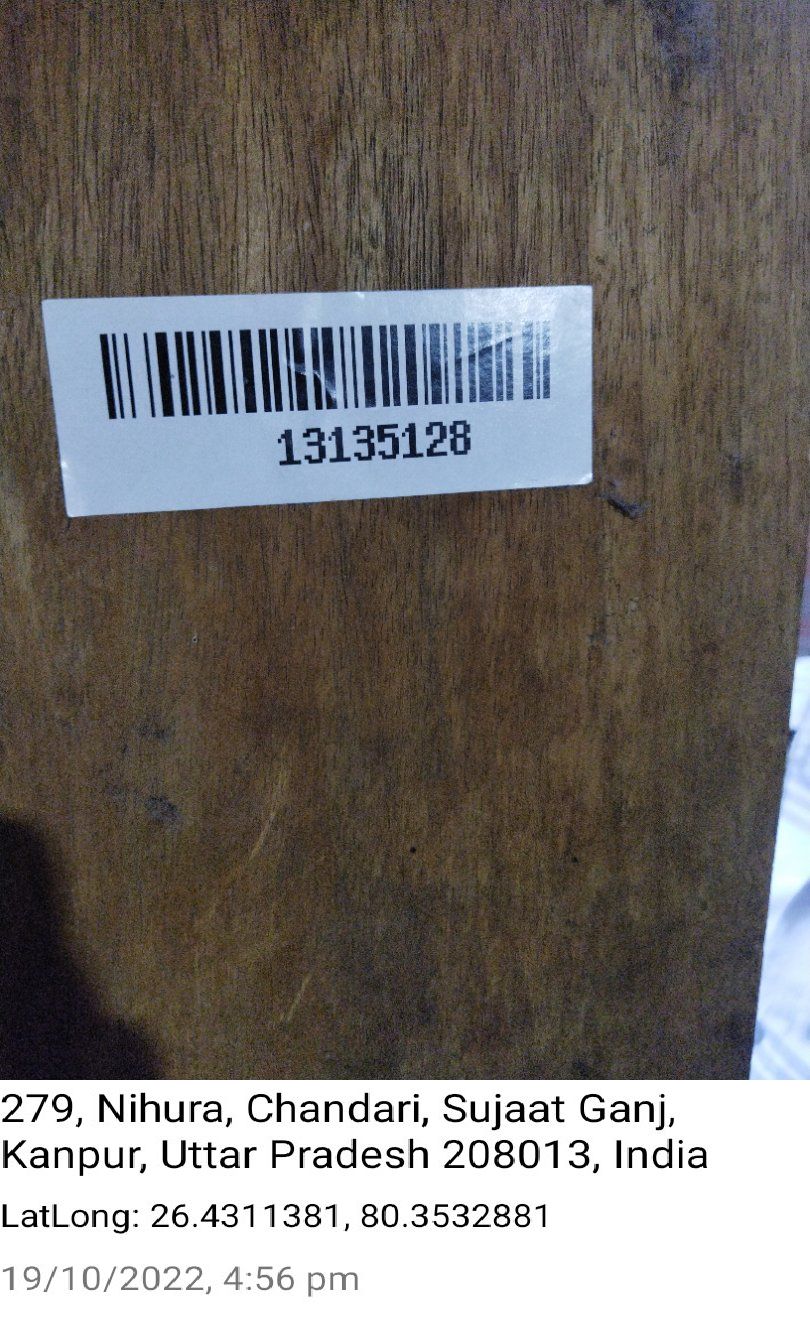 13135128
279, Nihura, Chandari, Sujaat Ganj,
Kanpur, Uttar Pradesh 208013, India
LatLong: 26.4311381, 80.3532881
19/10/2022, 4:56 pm